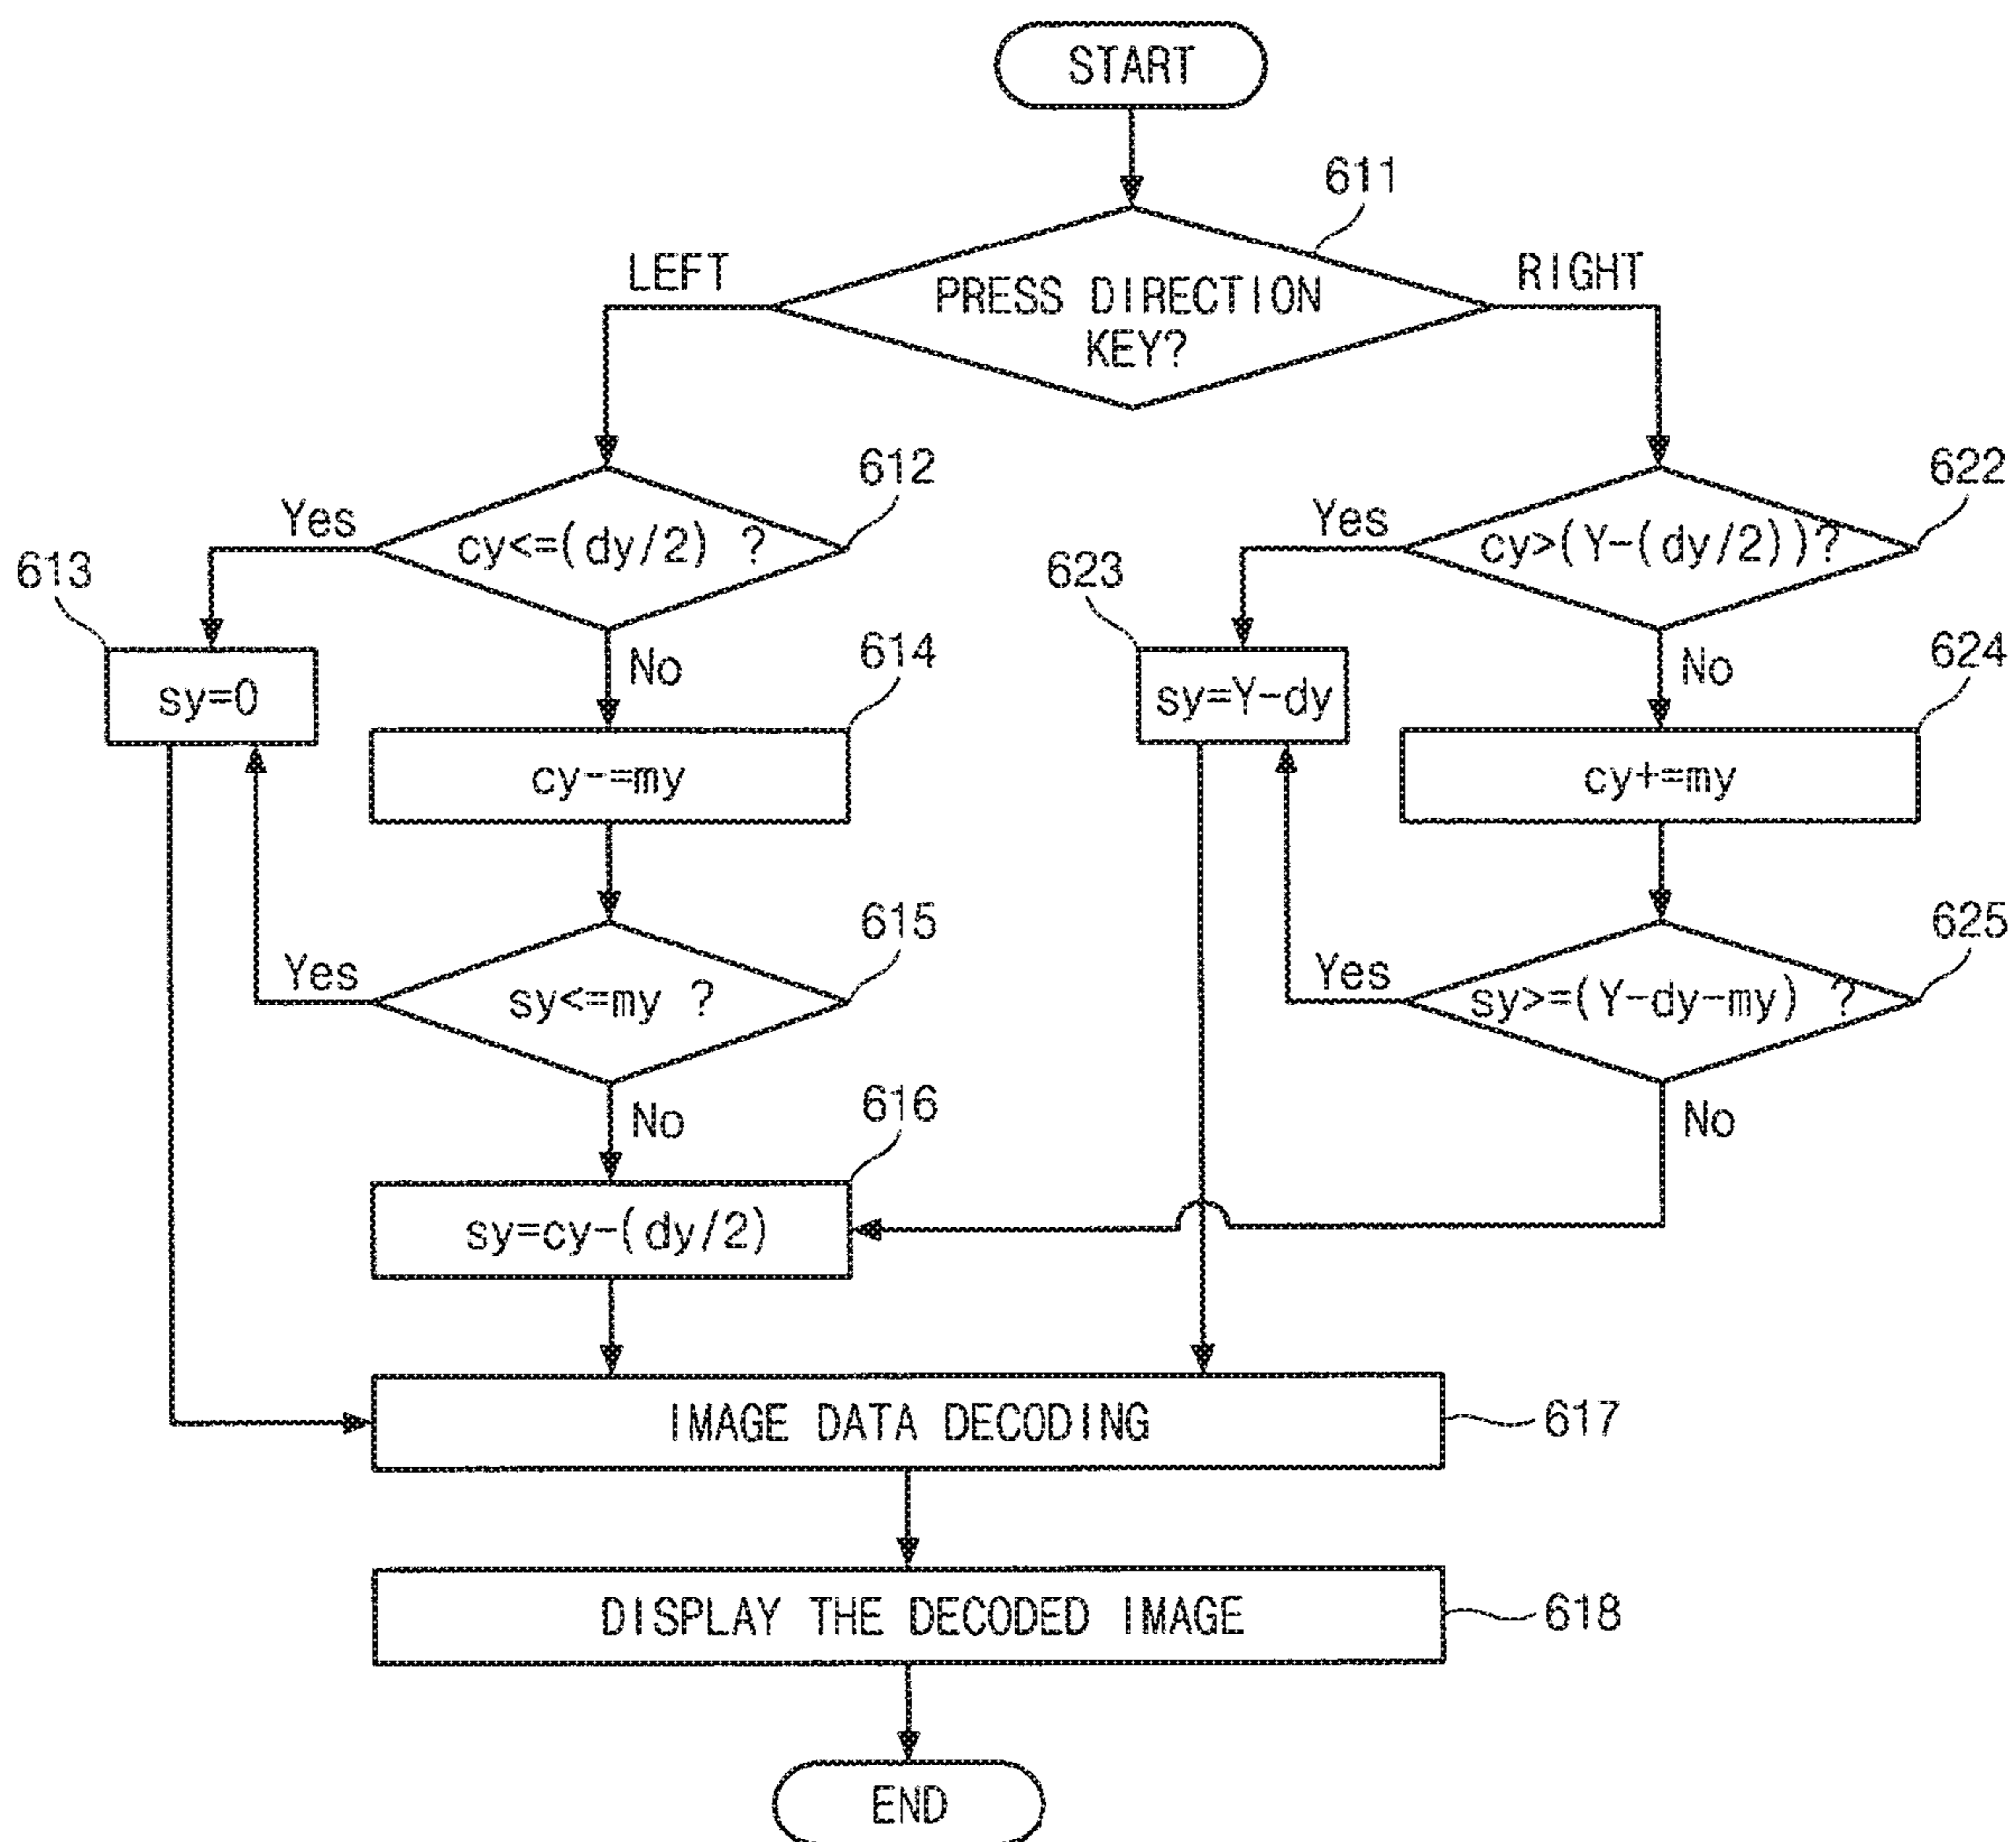 START
611
LEFT
RIGHT
PRESS DIRECTION
KEY?
612
622
Yes
cy<=(dy/2) ?
Yes
cy>(Y-(dy/2))?
613
623
614
624
sy=0
No
sy=Y-dy
No
cy-=my
cy+=my
615
625
Yes
sy<=my ?
Yes
sy>=(Y-dy-my) ?
616
No
No
sy=cy-(dy/2)
IMAGE DATA DECODING
617
DISPLAY THE DECODED IMAGE
618
END